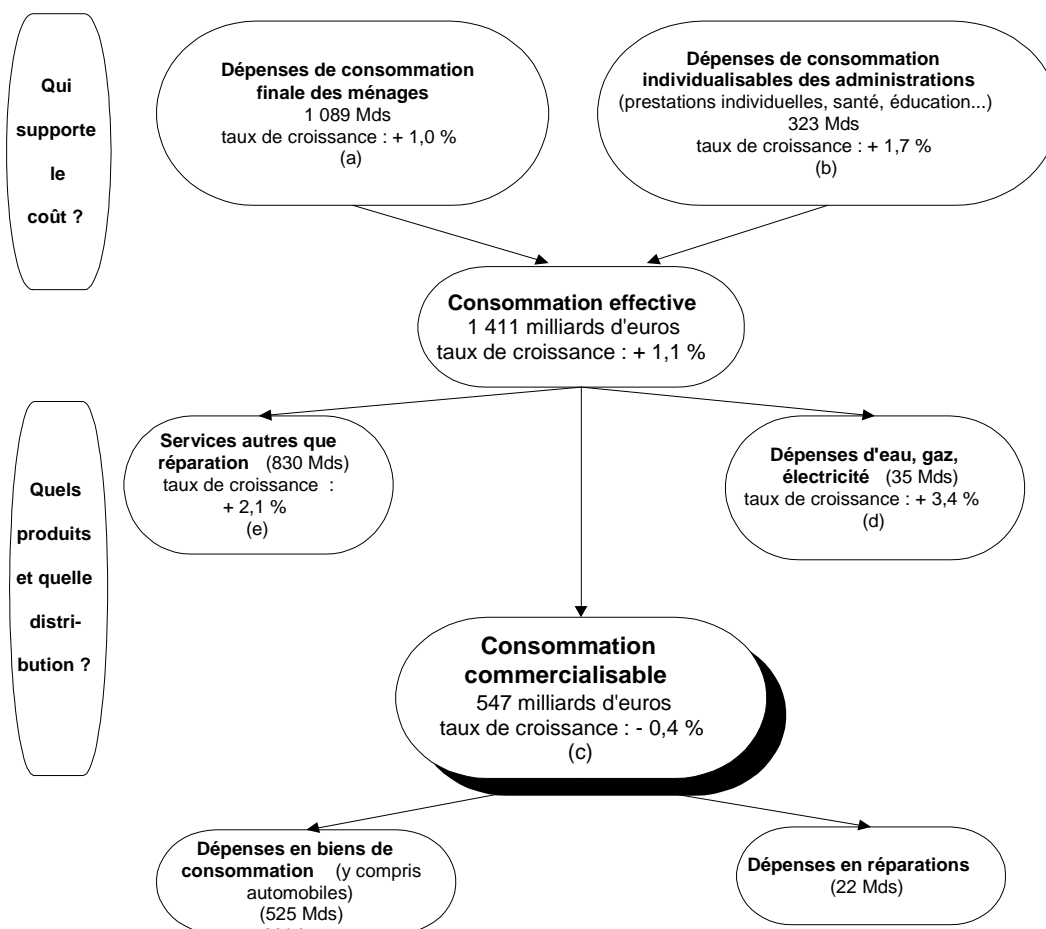 Qui
supporte
le
coût ?
Dépenses de consommation
finale des ménages
1 089 Mds
taux de croissance : + 1,0 %
(a)
Dépenses de consommation
individualisables des administrations
(prestations individuelles, santé, éducation...)
323 Mds
taux de croissance : + 1,7 %
(b)
Consommation effective
1 411 milliards d'euros
taux de croissance : + 1,1 %
Quels
produits
et quelle
distri-
bution ?
Services autres que
réparation (830 Mds)
taux de croissance :
+ 2,1 %
(e)
Dépenses d'eau, gaz,
électricité (35 Mds)
taux de croissance : + 3,4 %
(d)
Consommation
commercialisable
547 milliards d'euros
taux de croissance : - 0,4 %
(c)
Dépenses en biens de
consommation (y compris
automobiles)
(525 Mds)
Dépenses en réparations
(22 Mds)